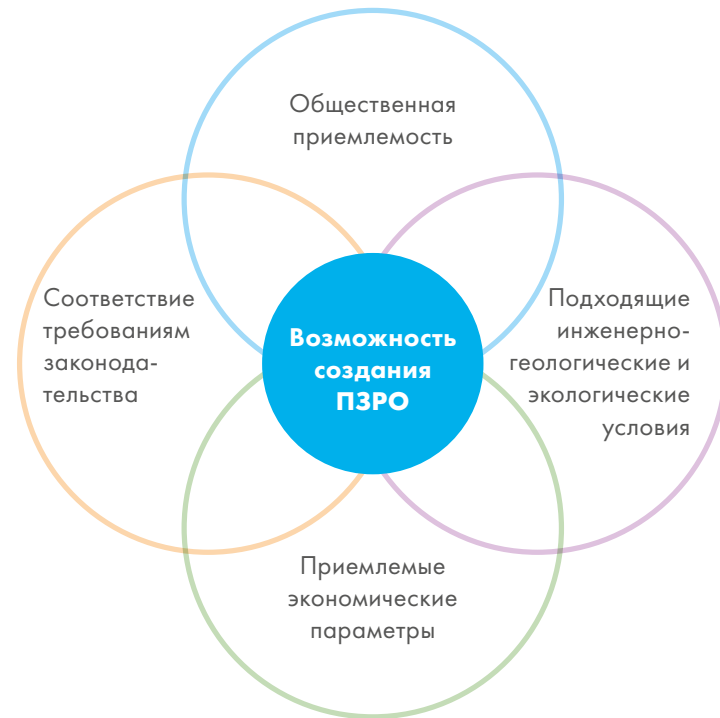 Общественная
приемлемость
Соответствие
требованиям
законода-
тельства
Возможность
создания
ПЗРО
Подходящие
инженерно-
геологические и
экологические
условия
Приемлемые
экономические
параметры